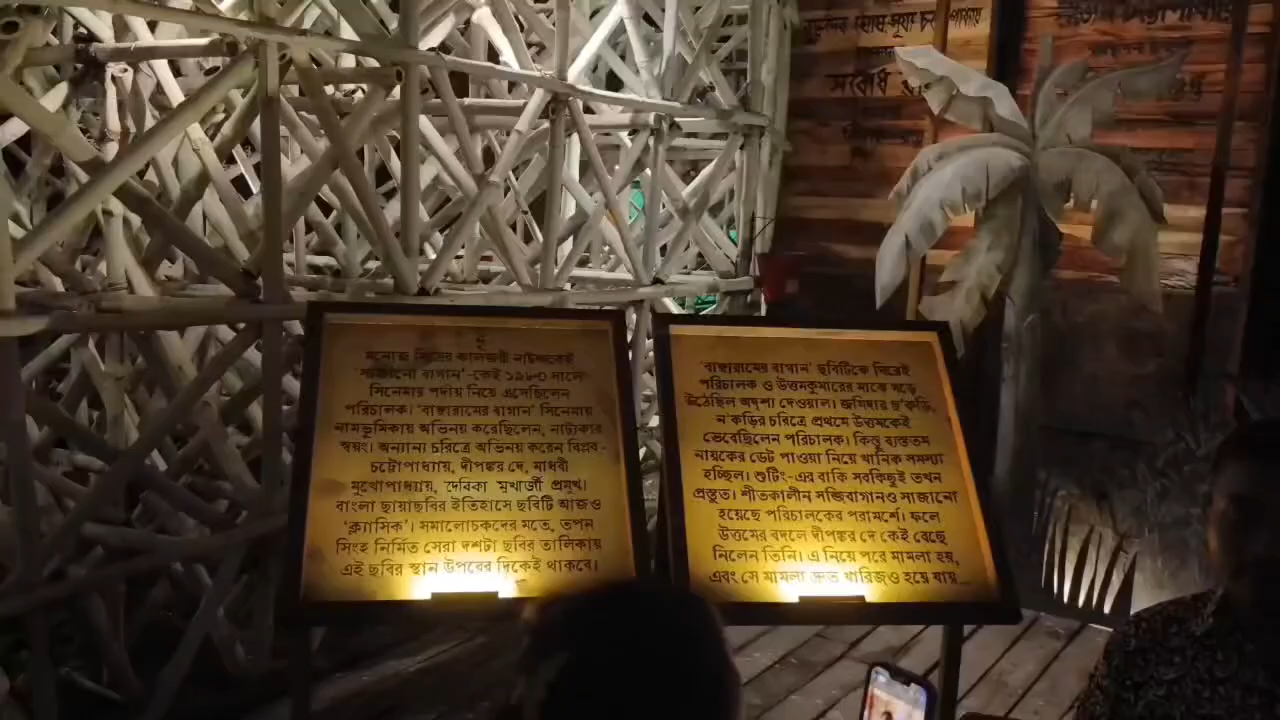 মনোজ মিত্রের কালজয়ী নাটককেই
'সাজানো বাগান'-কেই ১৯৮০ সালে
সিনেমার পর্দায় নিয়ে এসেছিলেন
পরিচালক। 'বাঞ্ছারামের বাগান' সিনেমায়
নামভূমিকায় অভিনয় করেছিলেন, নাট্যকার
স্বয়ং। অন্যান্য চরিত্রে অভিনয় করেন বিপ্লব-
চট্টোপাধ্যায়, দীপঙ্কর দে, মাধবী
মুখোপাধ্যায়, দেবিকা মুখার্জী প্রমুখ।
বাংলা ছায়াছবির ইতিহাসে ছবিটি আজও
'ক্ল্যাসিক'। সমালোচকদের মতে, তপন
সিংহ নির্মিত সেরা দশটা ছবির তালিকায়
এই ছবির স্থান উপরের দিকেই থাকবে।
'বাঞ্ছারামের বাগান' ছবিটিকে ঘিরেই
পরিচালক ও উত্তমকুমারের মাঝে গড়ে
উঠেছিল অদৃশ্য দেওয়াল। জমিদার ছ'কড়ি,
ন'কড়ির চরিত্রে প্রথমে উত্তমকেই
ভেবেছিলেন পরিচালক। কিন্তু ব্যস্ততম
নায়কের ডেট পাওয়া নিয়ে খানিক সমস্যা
হচ্ছিল। শুটিং-এর বাকি সবকিছুই তখন
প্রস্তুত। শীতকালীন সব্জিবাগানও সাজানো
হয়েছে পরিচালকের পরামর্শে। ফলে
উত্তমের বদলে দীপঙ্কর দে কেই বেছে
নিলেন তিনি। এ নিয়ে পরে মামলা হয়,
এবং সে মামলা দ্রুত খারিজও হয়ে যায়...